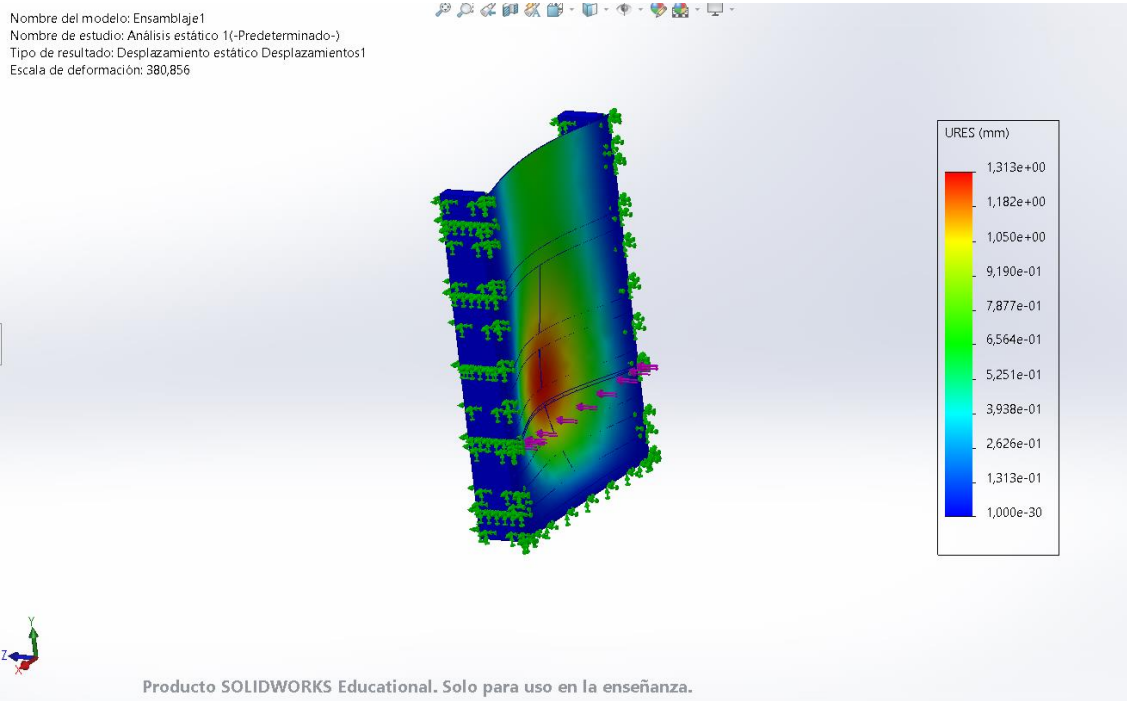 Nombre del modelo: Ensamblaje1
Nombre de estudio: Análisis estático 1(-Predeterminado-)
Tipo de resultado: Desplazamiento estático Desplazamientos1
Escala de deformación: 380,856
URES (mm)
1,313e+00
1,182e+00
1,050e+00
9,190e-01
7,877e-01
6,564e-01
5,251e-01
3,938e-01
2,626e-01
1,313e-01
1,000e-30
Y
Z
X
Producto SOLIDWORKS Educational. Solo para uso en la enseñanza.